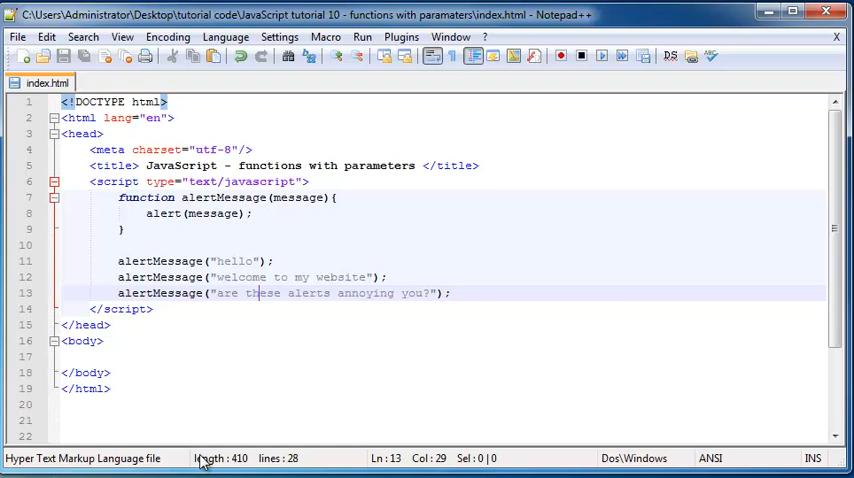 C:\Users\Administrator\Desktop\tutorial code\JavaScript tutorial 10 - functions with paramaters\index.html - Notepad++
File Edit Search View Encoding Language Settings Macro Run Plugins Window ? X
index.html
1 <!DOCTYPE html>
2 <html lang="en">
3 <head>
4 <meta charset="utf-8"/>
5 <title> JavaScript - functions with parameters </title>
6 <script type="text/javascript">
7 function alertMessage(message){
8 alert(message);
9 }
10
11 alertMessage("hello");
12 alertMessage("welcome to my website");
13 alertMessage("are these alerts annoying you?");
14 </script>
15 </head>
16 <body>
17
18 </body>
19 </html>
20
21
22
Hyper Text Markup Language file length : 410 lines : 28 Ln : 13 Col : 29 Sel : 0 | 0 Dos\Windows ANSI INS